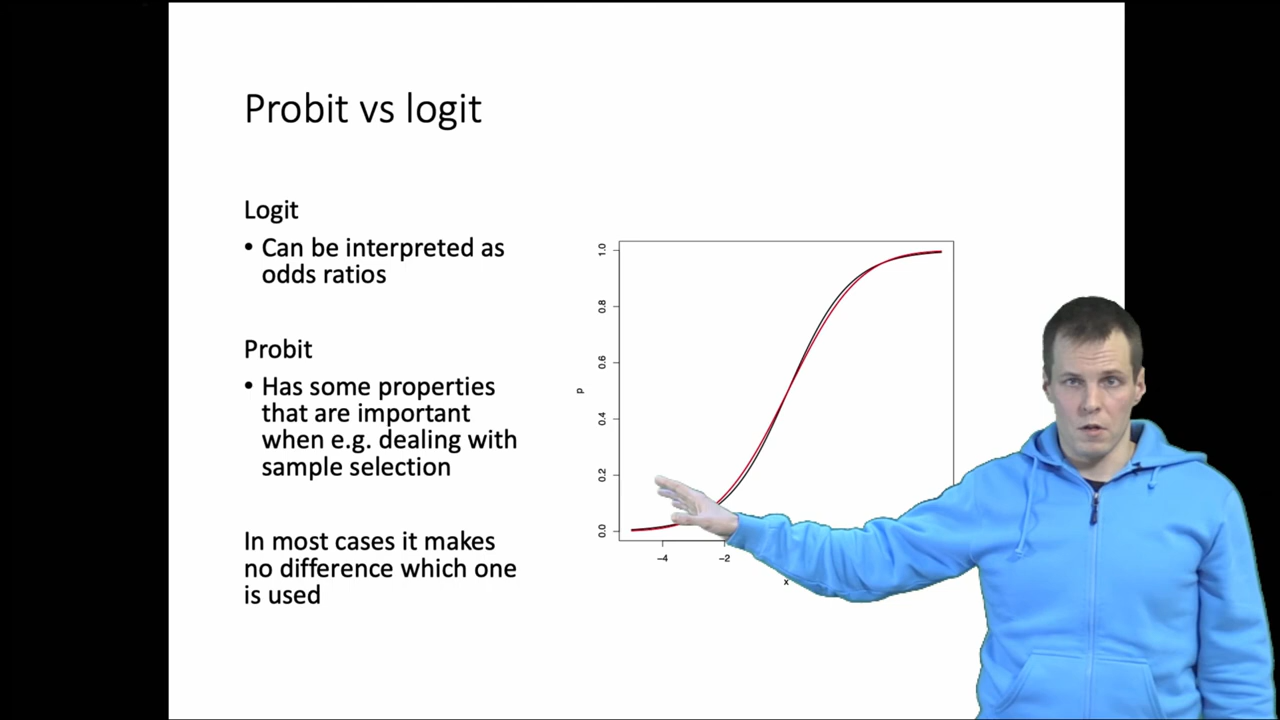 Probit vs logit
Logit
• Can be interpreted as
odds ratios
Probit
• Has some properties
that are important
when e.g. dealing with
sample selection
In most cases it makes
no difference which one
is used
1.0
0.8
0.6
0.4
0.2
0.0
p
−4
−2
x